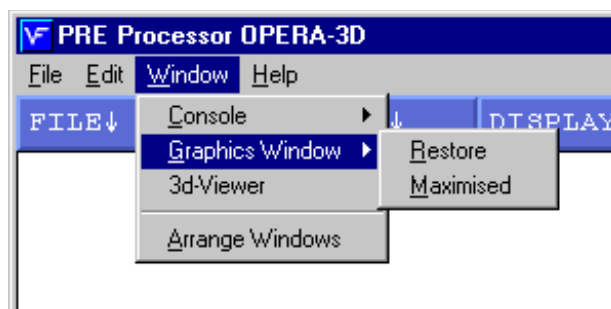 VF PRE Processor OPERA-3D
File Edit Window Help
FILE↓ ↓ DISPLAY
Console
Graphics Window
Restore
3d-Viewer
Maximised
Arrange Windows